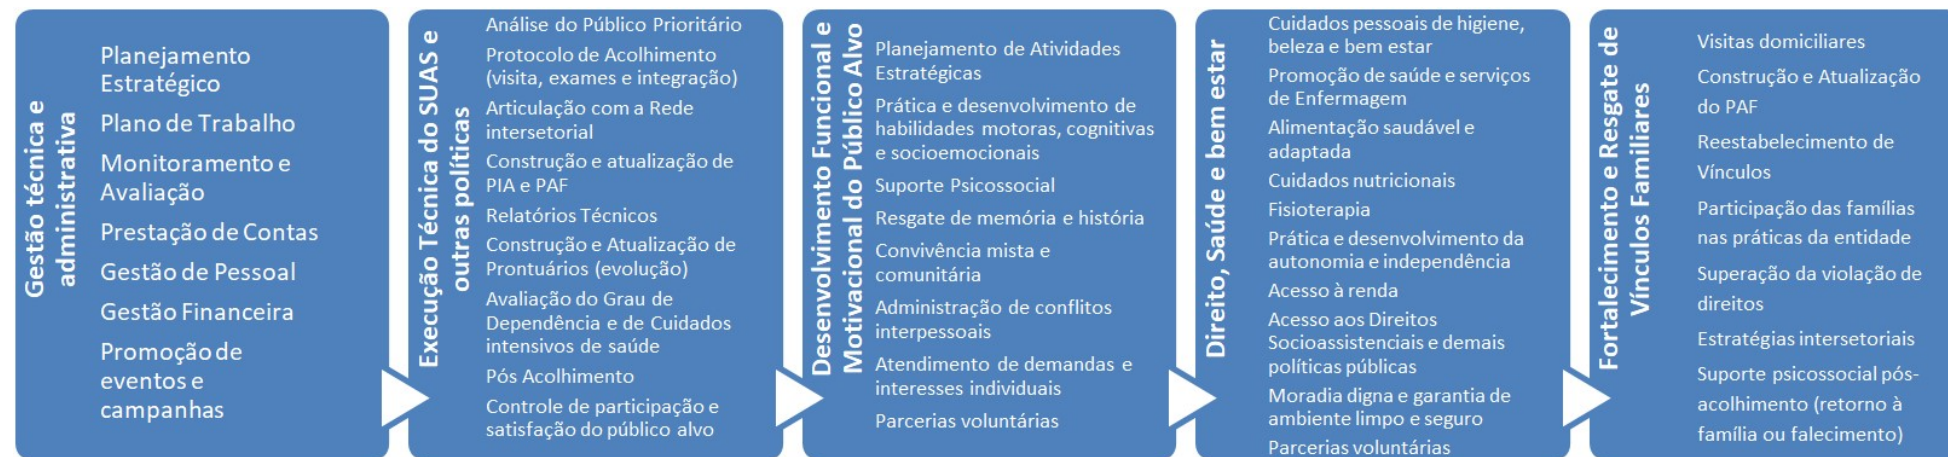 Gestão técnica e
administrativa
Planejamento
Estratégico
Plano de Trabalho
Monitoramento e
Avaliação
Prestação de Contas
Gestão de Pessoal
Gestão Financeira
Promoção de
eventos e
campanhas
Execução Técnica do SUAS e
outras políticas
Análise do Público Prioritário
Protocolo de Acolhimento
(visita, exames e integração)
Articulação com a Rede
intersetorial
Construção e atualização de
PIA e PAF
Relatórios Técnicos
Construção e Atualização de
Prontuários (evolução)
Avaliação do Grau de
Dependência e de Cuidados
intensivos de saúde
Pós Acolhimento
Controle de participação e
satisfação do público alvo
Desenvolvimento Funcional e
Motivacional do Público Alvo
Planejamento de Atividades
Estratégicas
Prática e desenvolvimento de
habilidades motoras, cognitivas
e socioemocionais
Suporte Psicossocial
Resgate de memória e história
Convivência mista e
comunitária
Administração de conflitos
interpessoais
Atendimento de demandas e
interesses individuais
Parcerias voluntárias
Direito, Saúde e bem estar
Cuidados pessoais de higiene,
beleza e bem estar
Promoção de saúde e serviços
de Enfermagem
Alimentação saudável e
adaptada
Cuidados nutricionais
Fisioterapia
Prática e desenvolvimento da
autonomia e independência
Acesso à renda
Acesso aos Direitos
Socioassistenciais e demais
políticas públicas
Moradia digna e garantia de
ambiente limpo e seguro
Parcerias voluntárias
Fortalecimento e Resgate de
Vínculos Familiares
Visitas domiciliares
Construção e Atualização
do PAF
Reestabelecimento de
Vínculos
Participação das famílias
nas práticas da entidade
Superação da violação de
direitos
Estratégias intersetoriais
Suporte psicossocial pós-
acolhimento (retorno à
família ou falecimento)